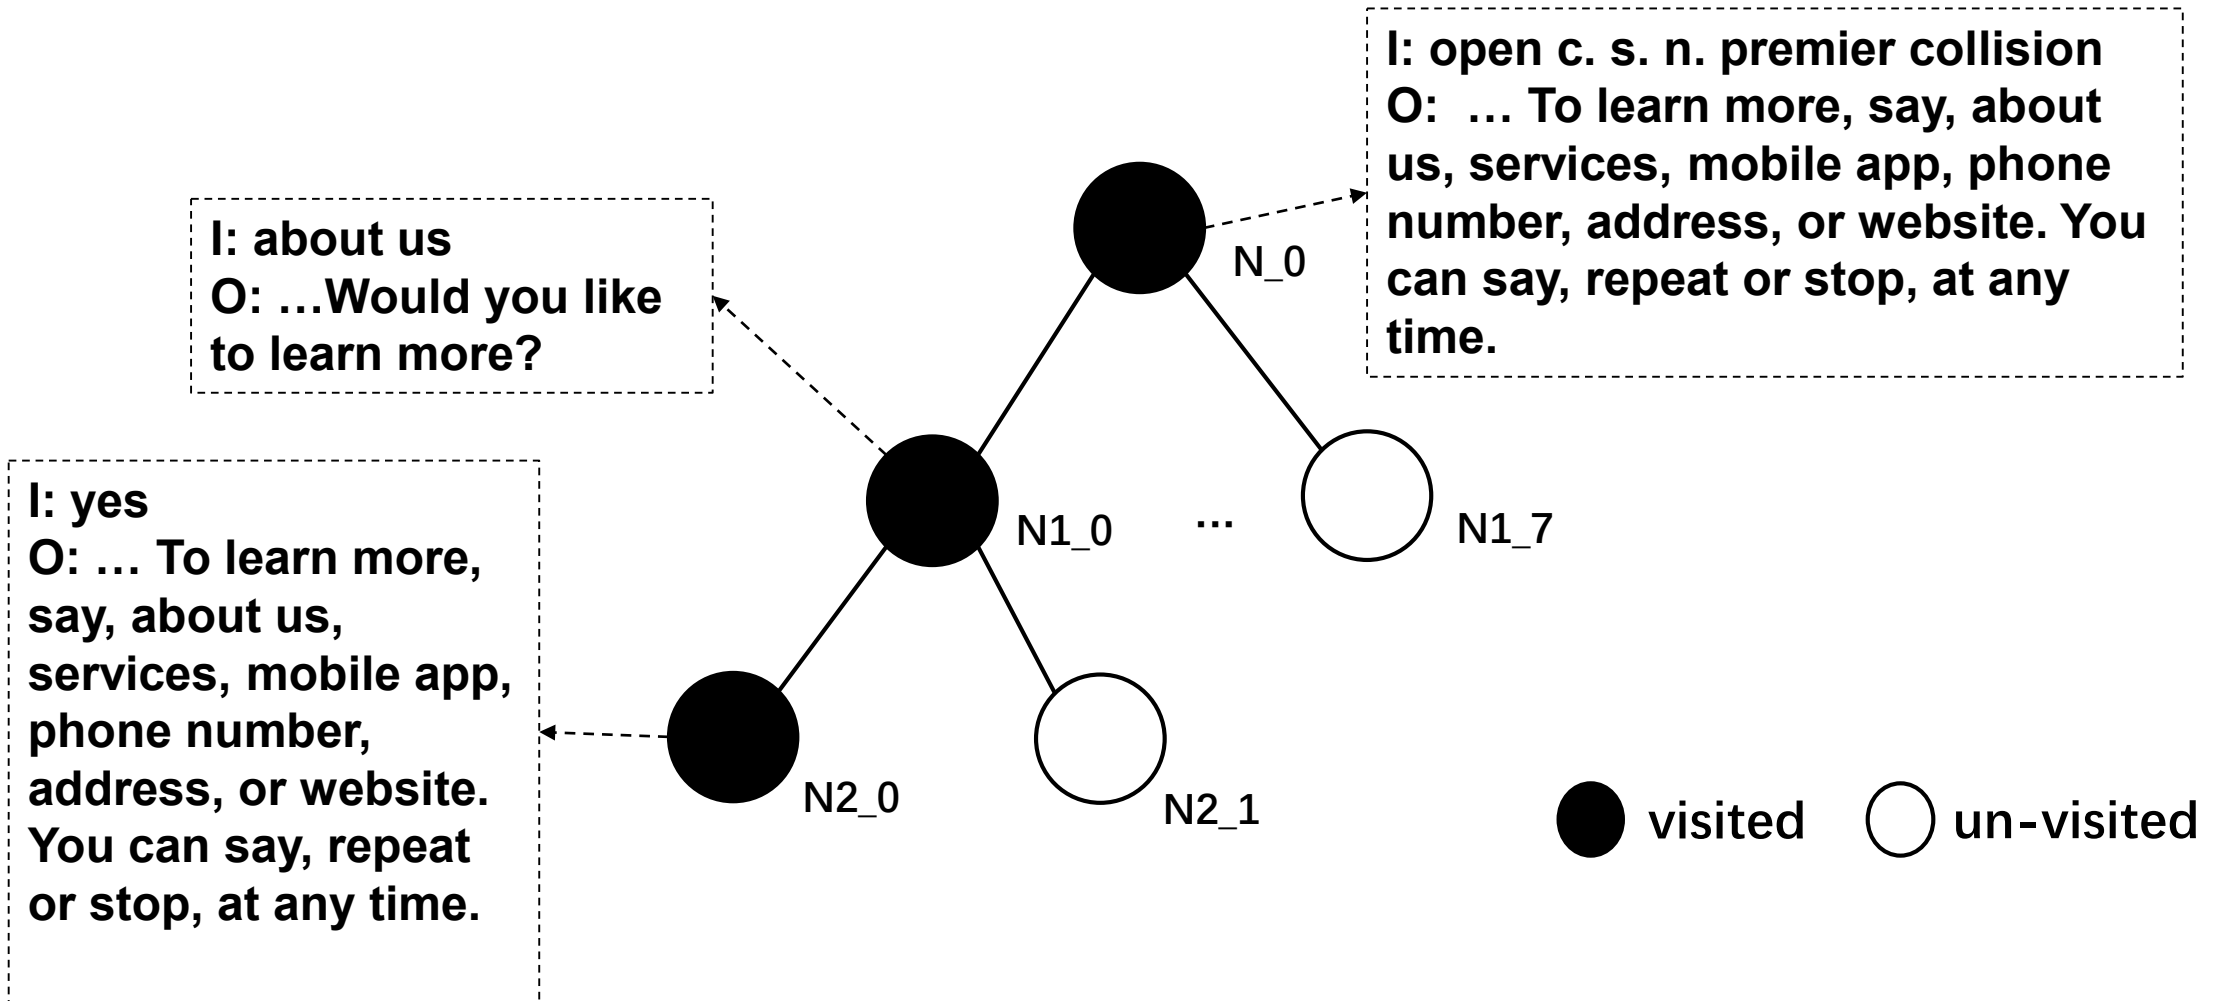 I: open c. s. n. premier collision
O:  … To learn more, say, about
us, services, mobile app, phone
number, address, or website. You
can say, repeat or stop, at any
time.
N_0
I: about us
O: …Would you like
to learn more?
N1_0
...
N1_7
I: yes
O: … To learn more,
say, about us,
services, mobile app,
phone number,
address, or website.
You can say, repeat
or stop, at any time.
N2_0
N2_1
visited
un-visited